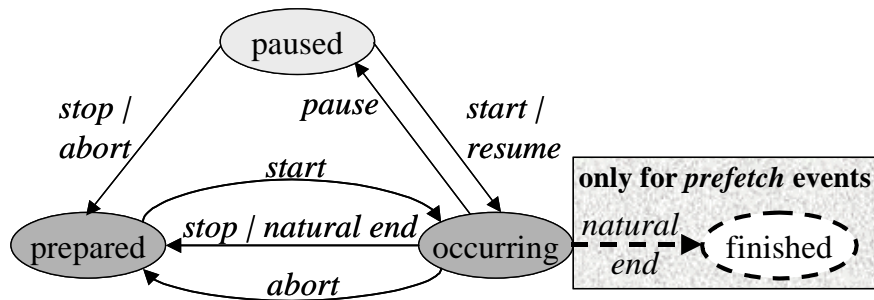 paused
stop |
abort
pause
start |
resume
start
only for prefetch events
prepared
stop | natural end
occurring
natural
end
finished
abort